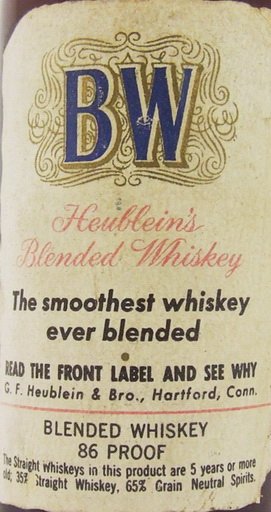 BW
Heublein's
Blended Whiskey
The smoothest whiskey
ever blended
READ THE FRONT LABEL AND SEE WHY
G. F. Heublein & Bro., Hartford, Conn.
BLENDED WHISKEY
86 PROOF
The Straight Whiskeys in this product are 5 years or more
old; 35% Straight Whiskey, 65% Grain Neutral Spirits.